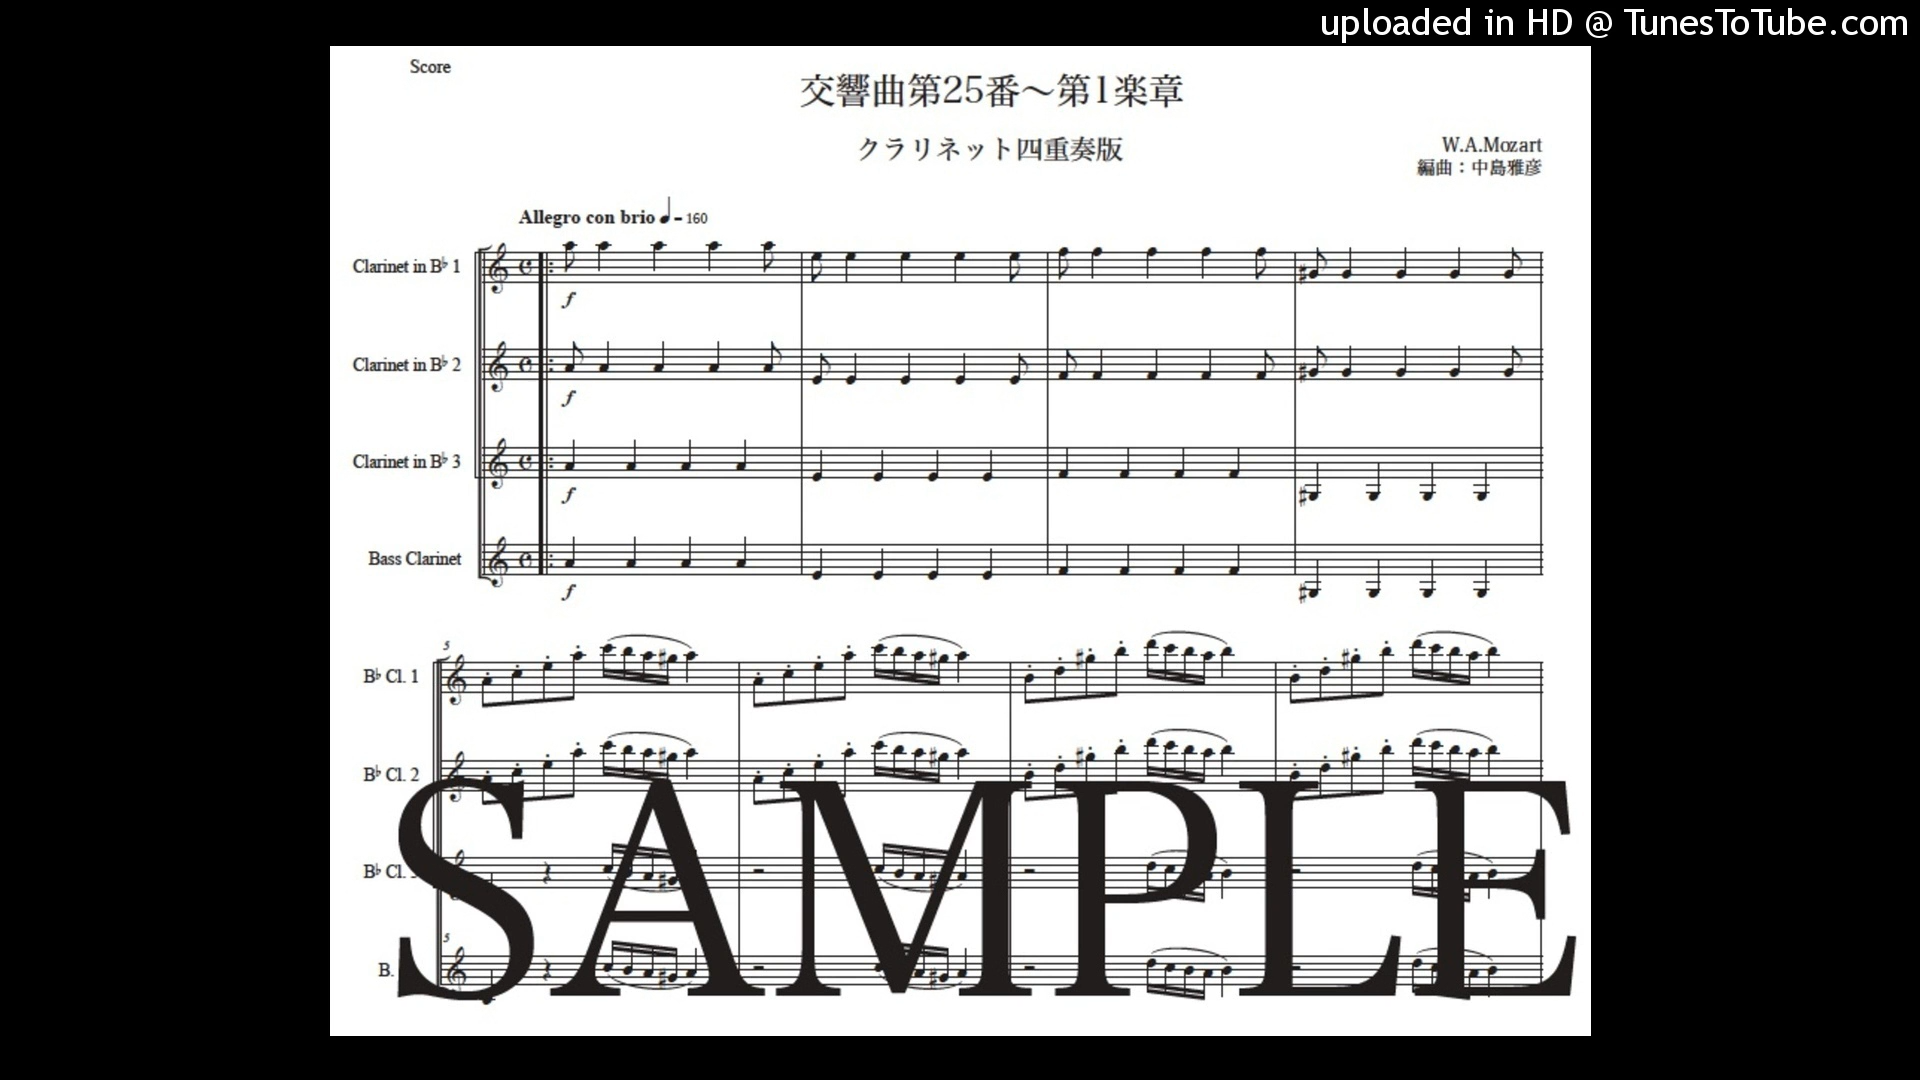 uploaded in HD @ TunesToTube.com
Score
交響曲第25番～第1楽章
クラリネット四重奏版
W.A.Mozart
編曲：中島雅彦
Allegro con brio ♩= 160
Clarinet in B♭ 1
f
Clarinet in B♭ 2
f
Clarinet in B♭ 3
f
Bass Clarinet
f
5
B♭ Cl. 1
B♭ Cl. 2
B♭ Cl.
5
B.
SAMPLE